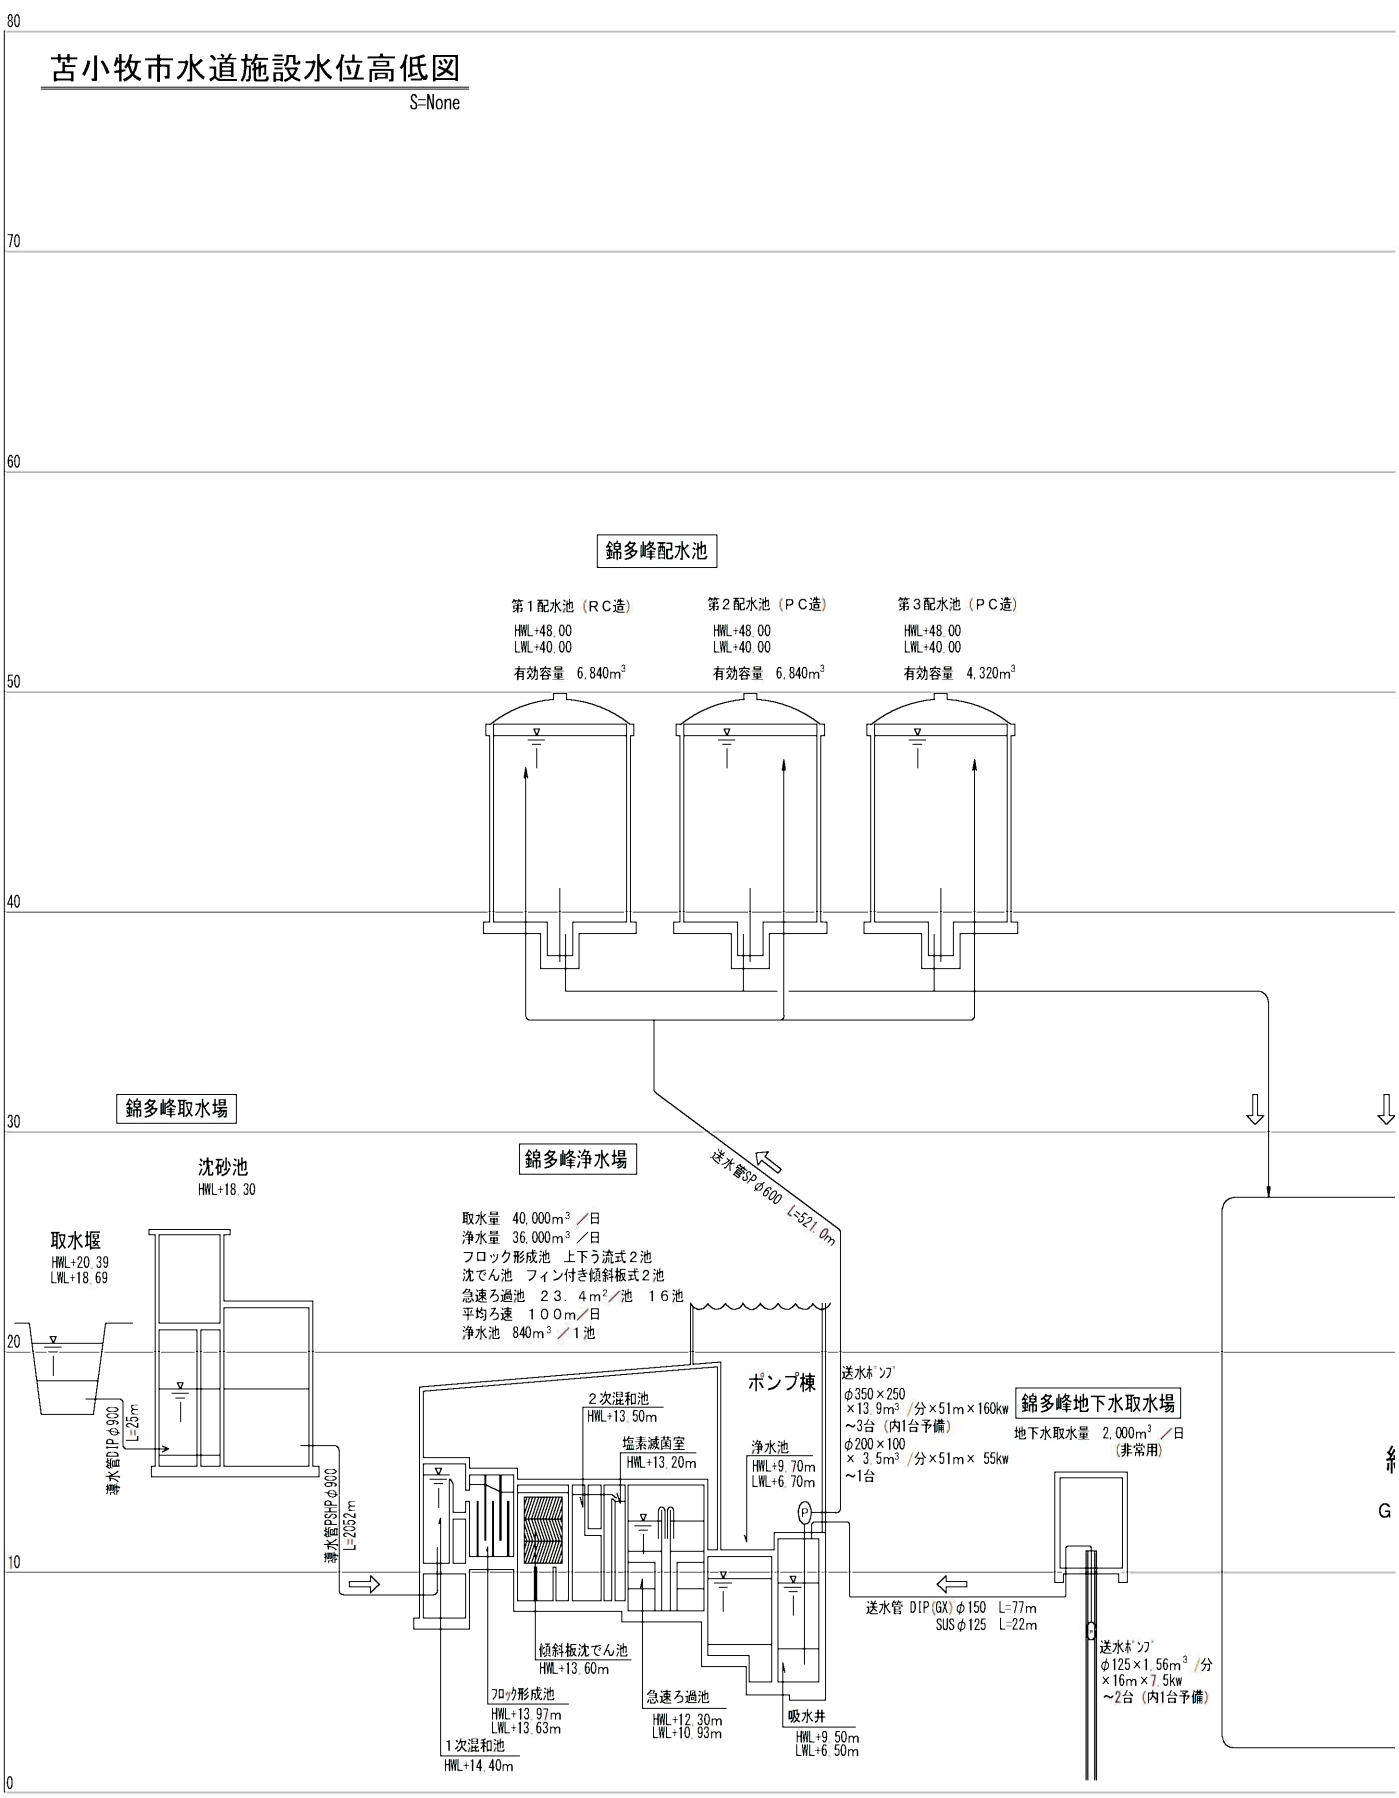 80
苫小牧市水道施設水位高低図
S=None
70
60
錦多峰配水池
第1配水池 (RC造)
HWL+48.00
LWL+40.00
有効容量 6,840m³
第2配水池 (PC造)
HWL+48.00
LWL+40.00
有効容量 6,840m³
第3配水池 (PC造)
HWL+48.00
LWL+40.00
有効容量 4,320m³
50
40
30
錦多峰取水場
沈砂池
HWL+18.30
取水堰
HWL+20.39
LWL+18.69
導水管DIPφ900
L=25m
導水管PSHPφ900
L=2052m
錦多峰浄水場
取水量 40,000m³/日
浄水量 36,000m³/日
フロック形成池 上下う流式2池
沈でん池 フィン付き傾斜板式2池
急速ろ過池 23.4m²/池 16池
平均ろ速 100m/日
浄水池 840m³/1池
送水管SPφ600 L=521.0m
20
ポンプ棟
送水ポンプ
φ350×250
×13.9m³/分×51m×160kw
~3台 (内1台予備)
φ200×100
× 3.5m³/分×51m× 55kw
~1台
錦多峰地下水取水場
地下水取水量 2,000m³/日
(非常用)
2次混和池
HWL+13.50m
塩素滅菌室
HWL+13.20m
浄水池
HWL+9.70m
LWL+6.70m
P
G
10
送水管 DIP(GX)φ150 L=77m
SUSφ125 L=22m
送水ポンプ
φ125×1.56m³/分
×16m×7.5kw
~2台 (内1台予備)
傾斜板沈でん池
HWL+13.60m
フロック形成池
HWL+13.97m
LWL+13.63m
急速ろ過池
HWL+12.30m
LWL+10.93m
吸水井
HWL+9.50m
LWL+6.50m
1次混和池
HWL+14.40m
0